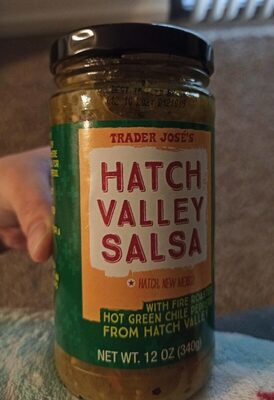 TRADER JOSÉ'S
HATCH
VALLEY
SALSA
HATCH, NEW MEXICO
WITH FIRE
HOT GREEN CHILE
FROM HATCH VALLEY
NET WT. 12 OZ (340g)